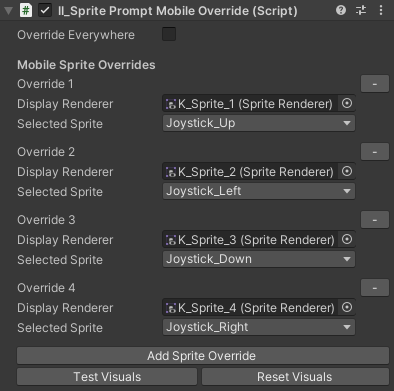 # Il_Sprite Prompt Mobile Override (Script)
Override Everywhere
Mobile Sprite Overrides
Override 1 -
Display Renderer K_Sprite_1 (Sprite Renderer)
Selected Sprite Joystick_Up
Override 2 -
Display Renderer K_Sprite_2 (Sprite Renderer)
Selected Sprite Joystick_Left
Override 3 -
Display Renderer K_Sprite_3 (Sprite Renderer)
Selected Sprite Joystick_Down
Override 4 -
Display Renderer K_Sprite_4 (Sprite Renderer)
Selected Sprite Joystick_Right
Add Sprite Override
Test Visuals Reset Visuals